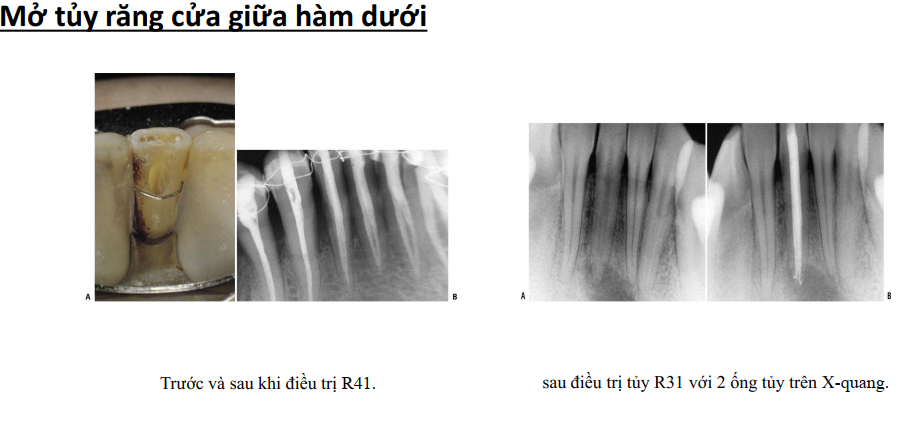 Mở tủy răng cửa giữa hàm dưới
A
B
A
B
Trước và sau khi điều trị R41.
sau điều trị tủy R31 với 2 ống tủy trên X-quang.